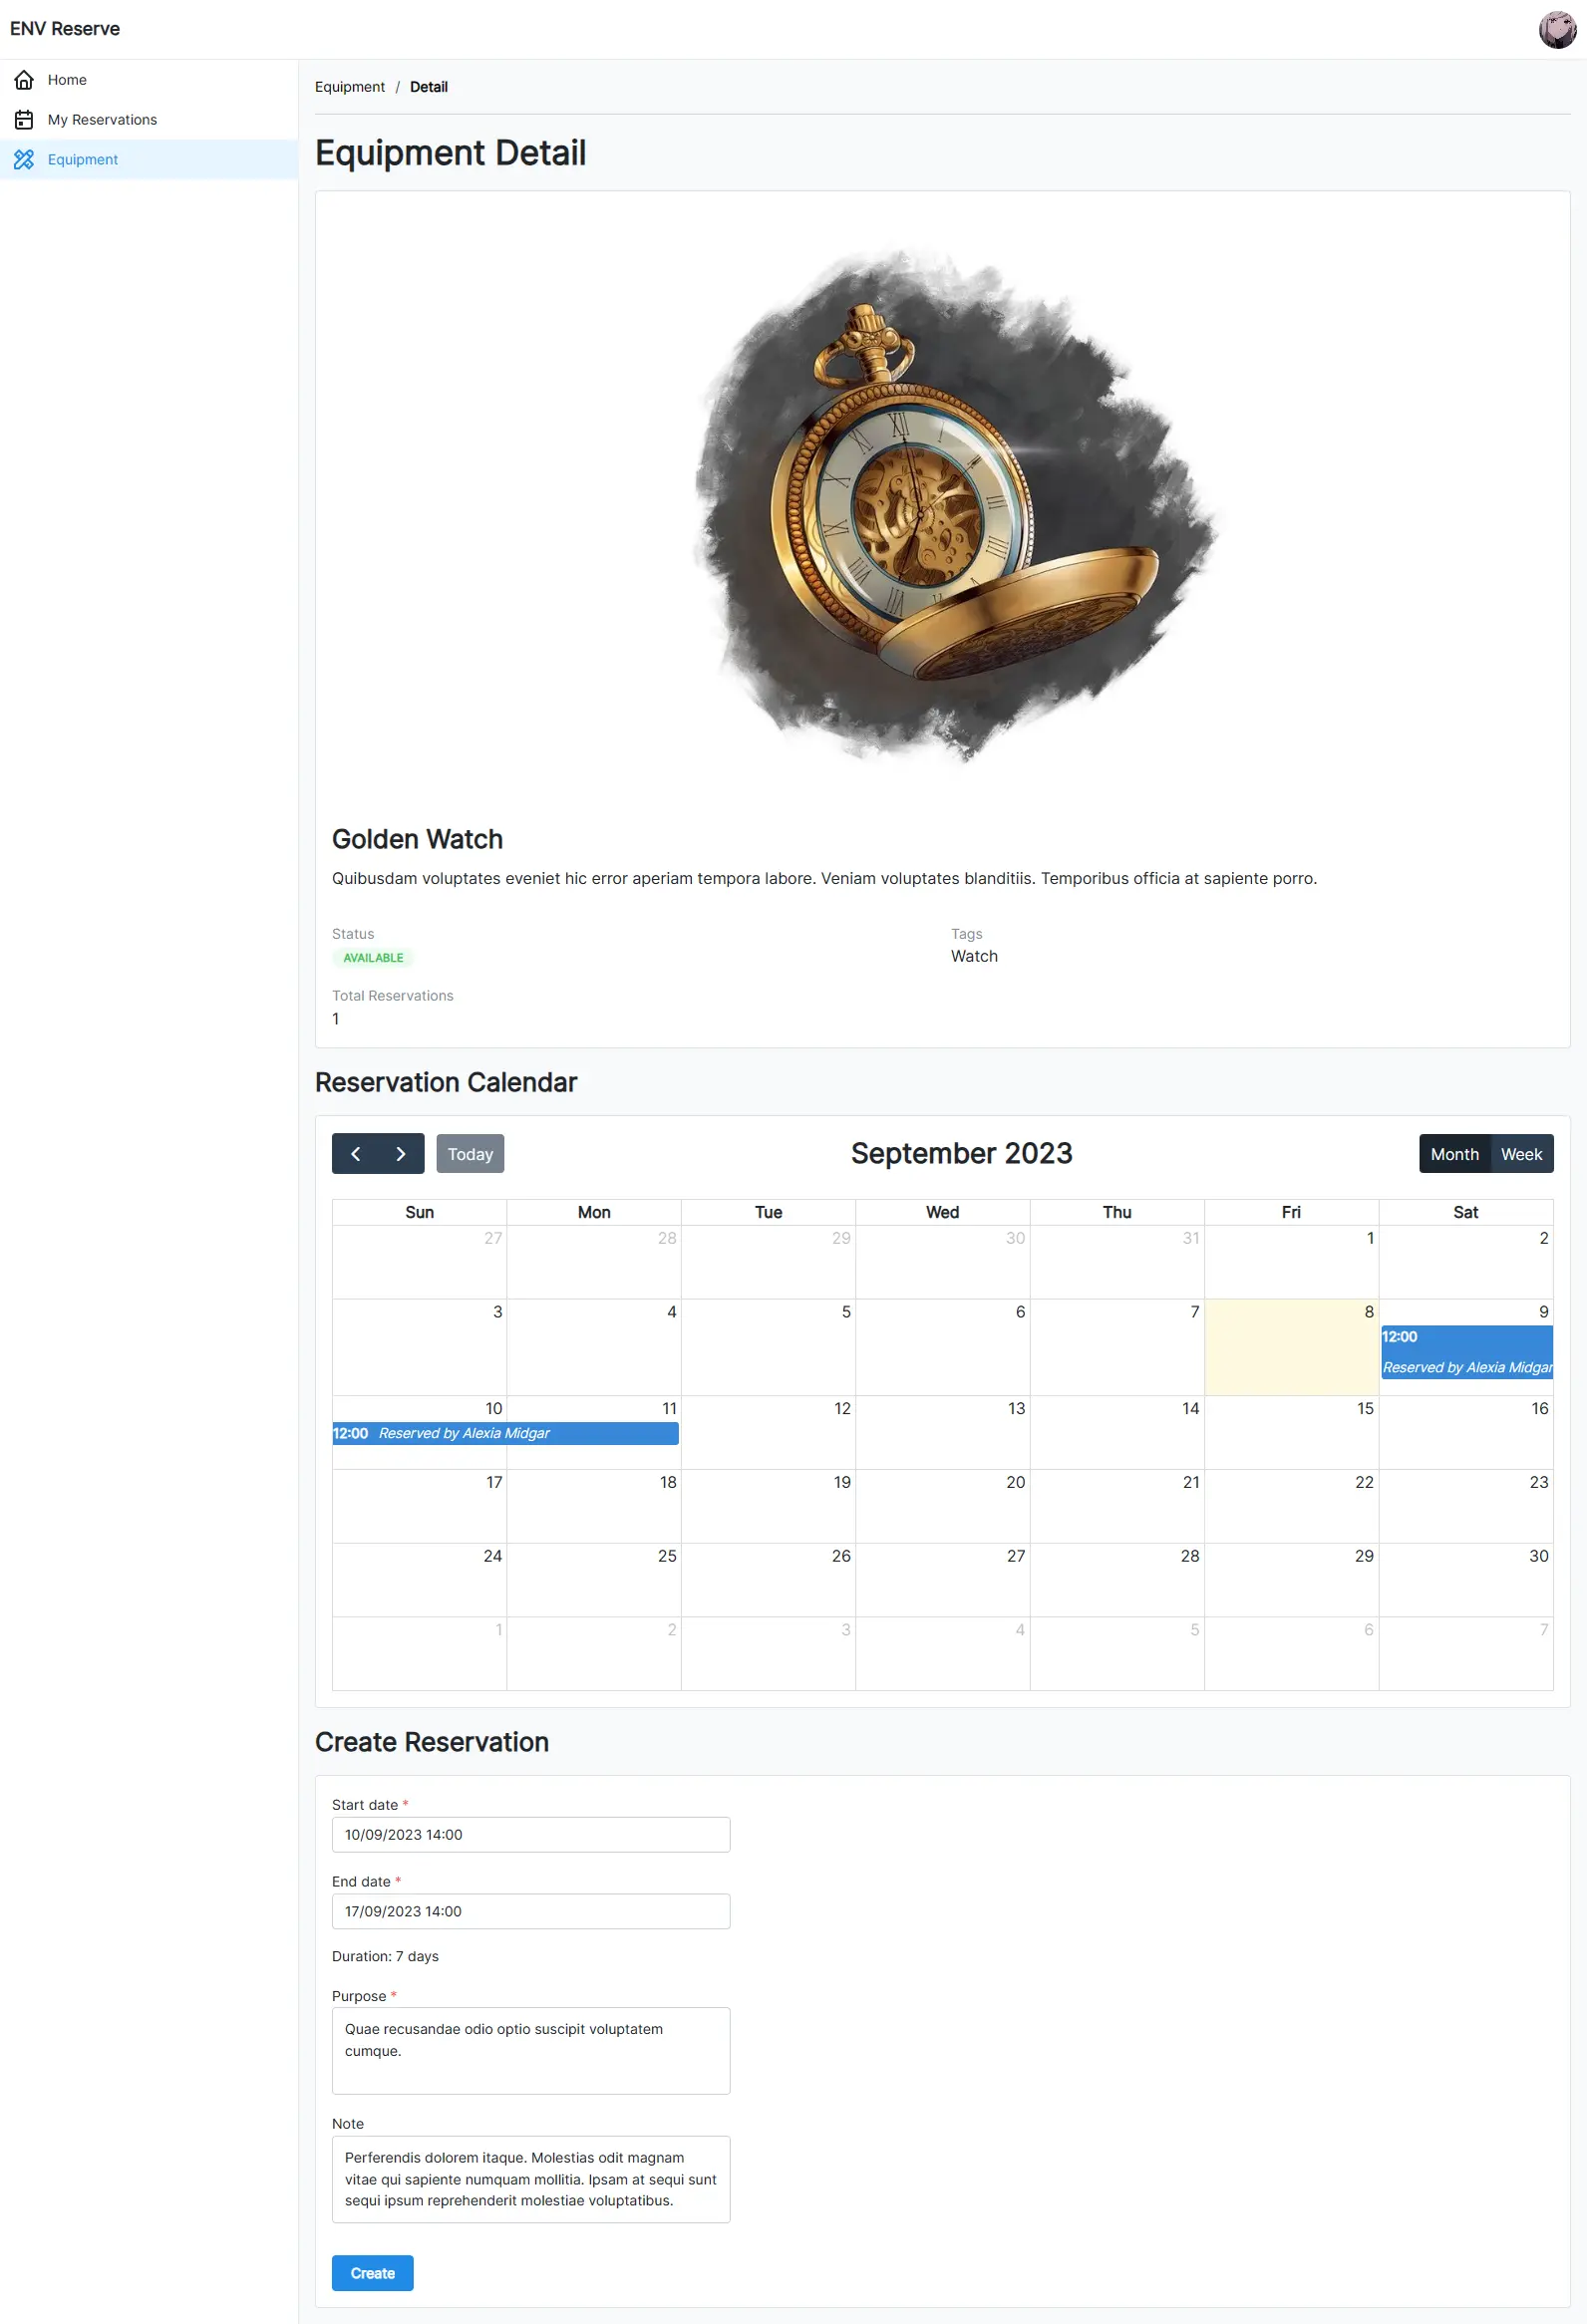 ENV Reserve
Home
My Reservations
Equipment
Equipment / Detail
Equipment Detail
XII
I
III
IIII
VII
VIII
IX
X
XI
Golden Watch
Quibusdam voluptates eveniet hic error aperiam tempora labore. Veniam voluptates blanditiis. Temporibus officia at sapiente porro.
Status
AVAILABLE
Tags
Watch
Total Reservations
1
Reservation Calendar
Today
September 2023
Month Week
Sun Mon Tue Wed Thu Fri Sat
27 28 29 30 31 1 2
3 4 5 6 7 8 9
12:00
Reserved by Alexia Midgar
10 11 12 13 14 15 16
12:00 Reserved by Alexia Midgar
17 18 19 20 21 22 23
24 25 26 27 28 29 30
1 2 3 4 5 6 7
Create Reservation
Start date *
10/09/2023 14:00
End date *
17/09/2023 14:00
Duration: 7 days
Purpose *
Quae recusandae odio optio suscipit voluptatem
cumque.
Note
Perferendis dolorem itaque. Molestias odit magnam
vitae qui sapiente numquam mollitia. Ipsam at sequi sunt
sequi ipsum reprehenderit molestiae voluptatibus.
Create